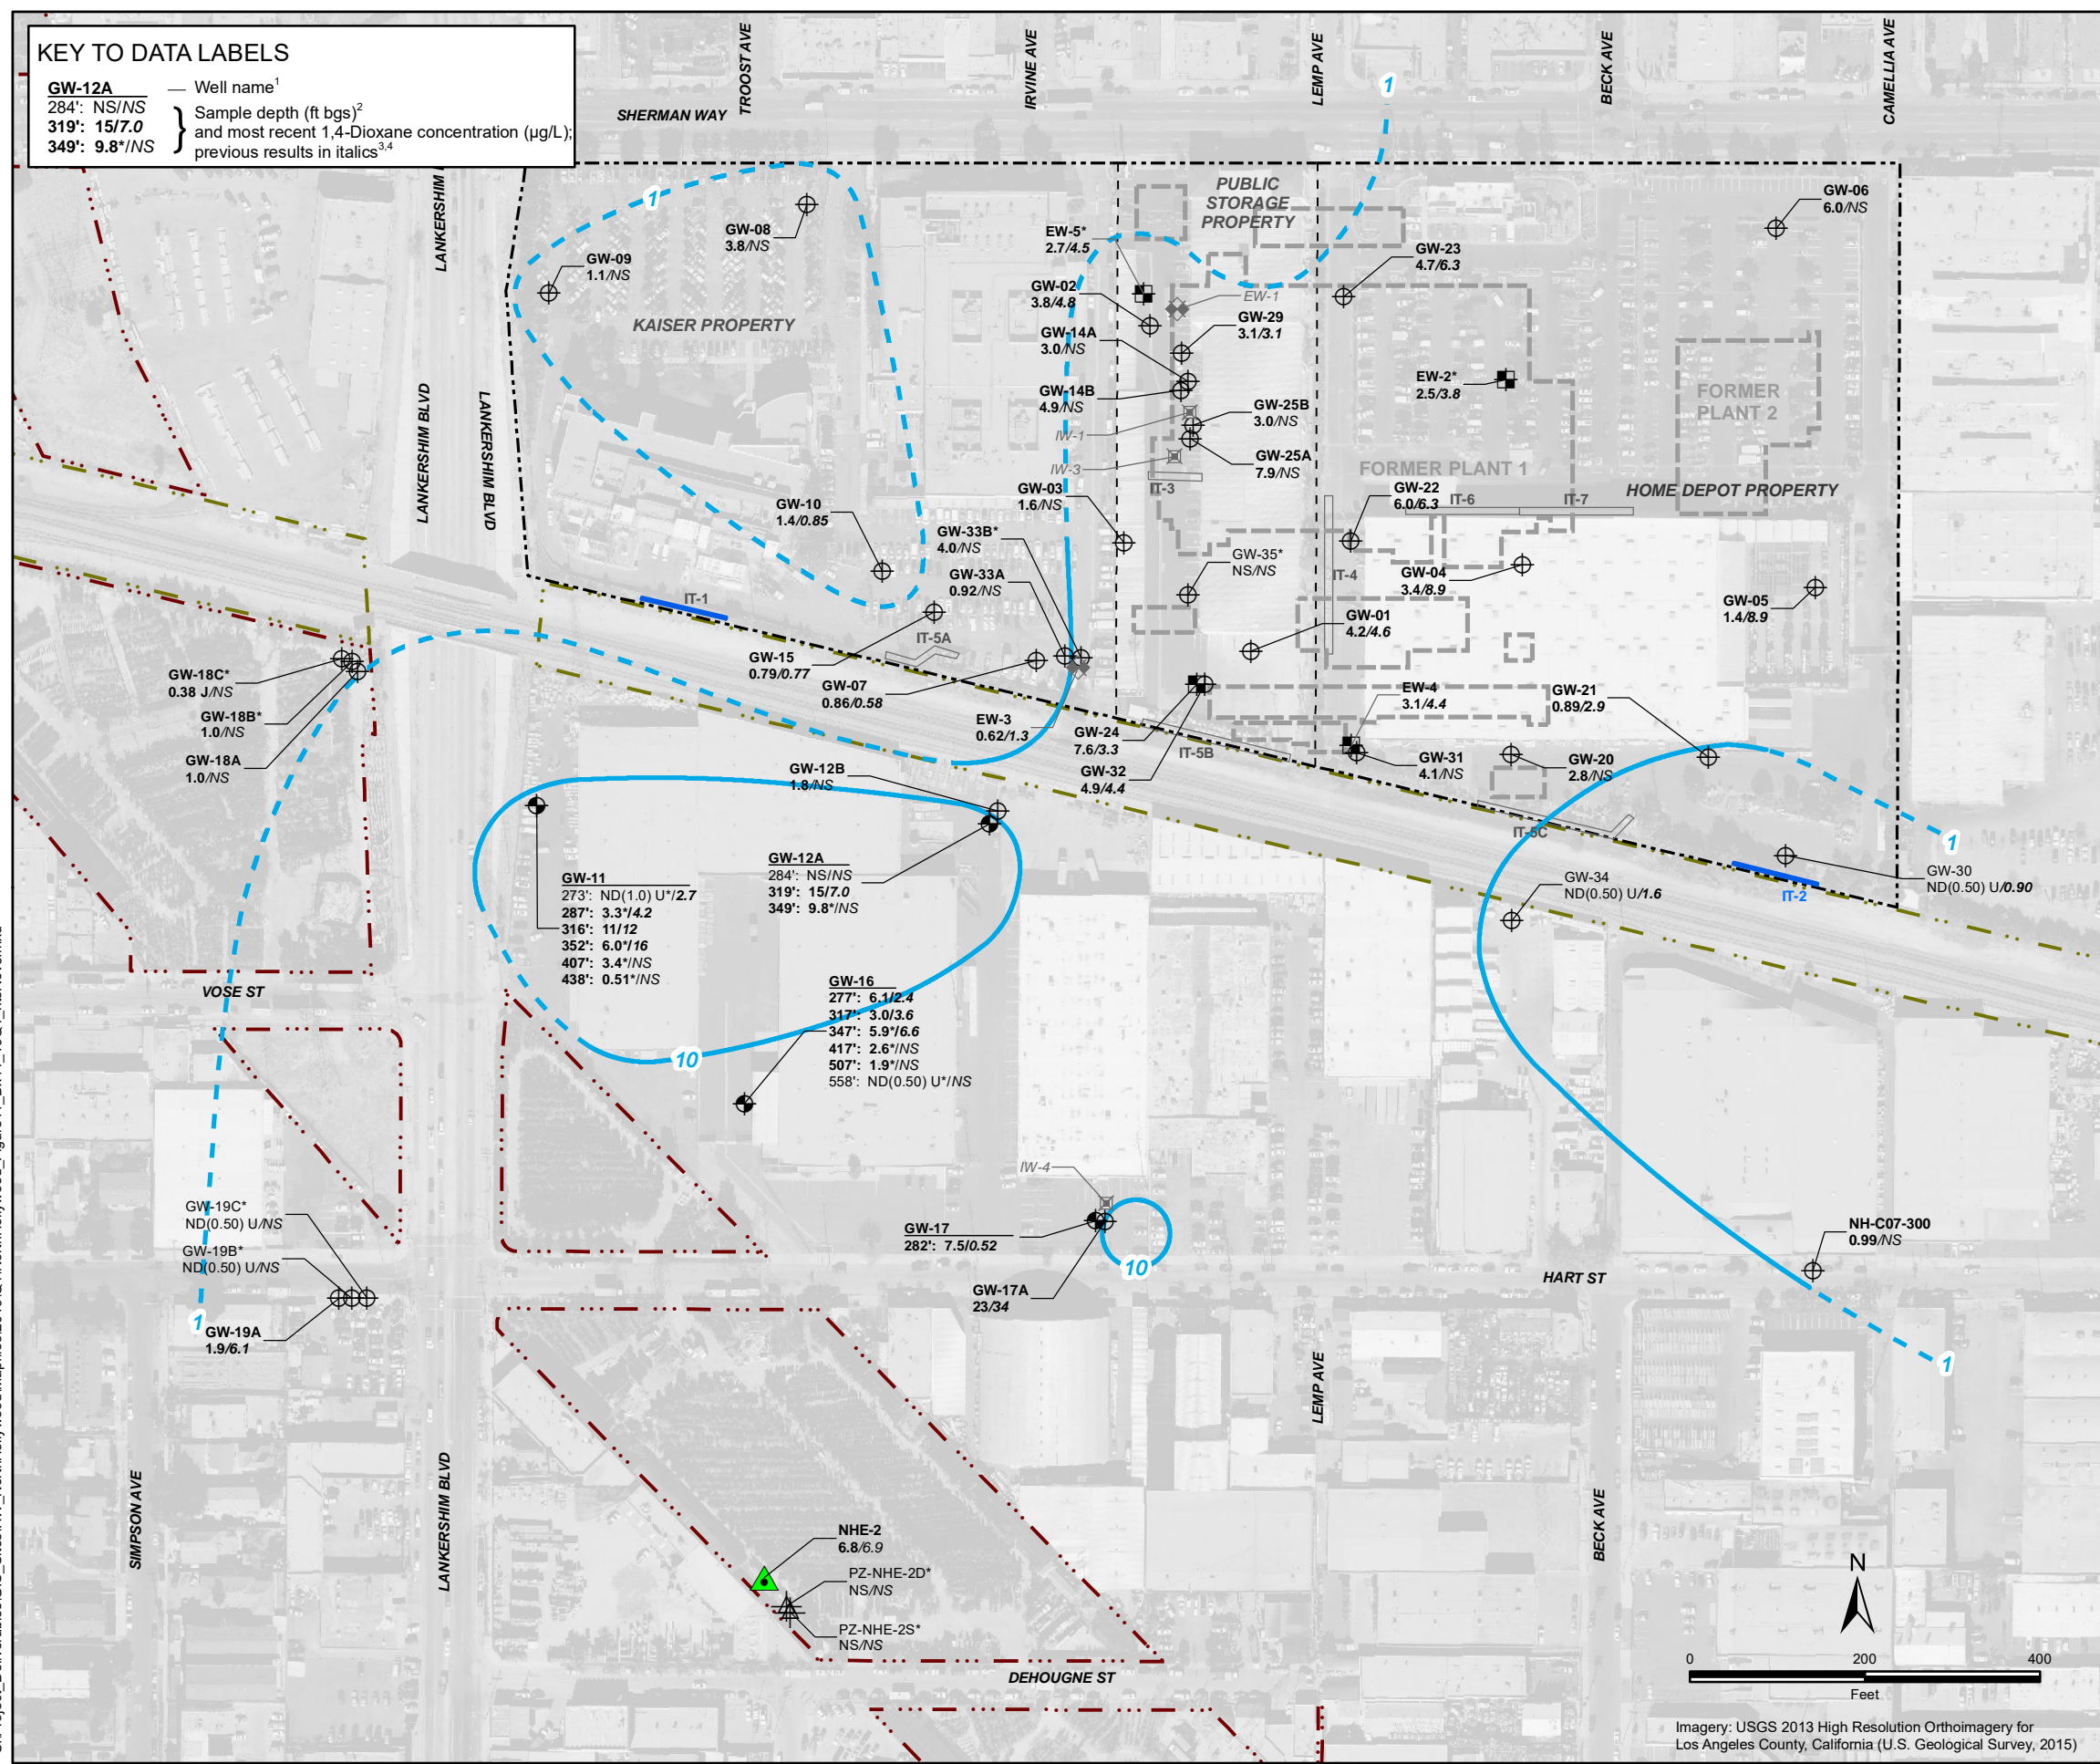 KEY TO DATA LABELS
GW-12A — Well name1
284': NS/NS
319': 15/7.0
349': 9.8*/NS
Sample depth (ft bgs)2
and most recent 1,4-Dioxane concentration (µg/L);
previous results in italics3,4
TROOST AVE
IRVINE AVE
LEMP AVE
BECK AVE
CAMELLIA AVE
SHERMAN WAY
1
LANKERSHIM
LANKERSHIM BLVD
LANKERSHIM BLVD
1
GW-08
3.8/NS
GW-09
1.1/NS
KAISER PROPERTY
PUBLIC
STORAGE
PROPERTY
GW-06
6.0/NS
EW-5*
2.7/4.5
GW-23
4.7/6.3
GW-02
3.8/4.8
EW-1
GW-29
3.1/3.1
GW-14A
3.0/NS
GW-14B
4.9/NS
EW-2*
2.5/3.8
FORMER
PLANT 2
GW-25B
3.0/NS
IW-1
GW-25A
7.9/NS
IW-3
FORMER PLANT 1
IT-3
GW-03
1.6/NS
GW-22
6.0/6.3
IT-6
IT-7
HOME DEPOT PROPERTY
GW-10
1.4/0.85
GW-33B*
4.0/NS
GW-33A
0.92/NS
GW-35*
NS/NS
IT-4
GW-04
3.4/8.9
GW-05
1.4/8.9
IT-1
IT-5A
GW-01
4.2/4.6
GW-15
0.79/0.77
GW-07
0.86/0.58
GW-18C*
0.38 J/NS
GW-18B*
1.0/NS
GW-18A
1.0/NS
EW-3
0.62/1.3
GW-24
7.6/3.3
GW-32
4.9/4.4
IT-5B
EW-4
3.1/4.4
GW-31
4.1/NS
GW-21
0.89/2.9
GW-20
2.8/NS
IT-5C
1
GW-12B
1.8/NS
GW-12A
284': NS/NS
319': 15/7.0
349': 9.8*/NS
GW-11
273': ND(1.0) U*/2.7
287': 3.3*/4.2
316': 11/12
352': 6.0*/16
407': 3.4*/NS
438': 0.51*/NS
GW-34
ND(0.50) U/1.6
IT-2
GW-30
ND(0.50) U/0.90
VOSE ST
GW-16
277': 6.1/2.4
317': 3.0/3.6
347': 5.9*/6.6
417': 2.6*/NS
507': 1.9*/NS
558': ND(0.50) U*/NS
10
IW-4
GW-17
282': 7.5/0.52
10
GW-17A
23/34
GW-19C*
ND(0.50) U/NS
GW-19B*
ND(0.50) U/NS
1
GW-19A
1.9/6.1
NH-C07-300
0.99/NS
HART ST
1
SIMPSON AVE
LANKERSHIM BLVD
LEMP AVE
BECK AVE
NHE-2
6.8/6.9
PZ-NHE-2D*
NS/NS
PZ-NHE-2S*
NS/NS
DEHOUGNE ST
N
0 200 400
Feet
Imagery: USGS 2013 High Resolution Orthoimagery for
Los Angeles County, California (U.S. Geological Survey, 2015)